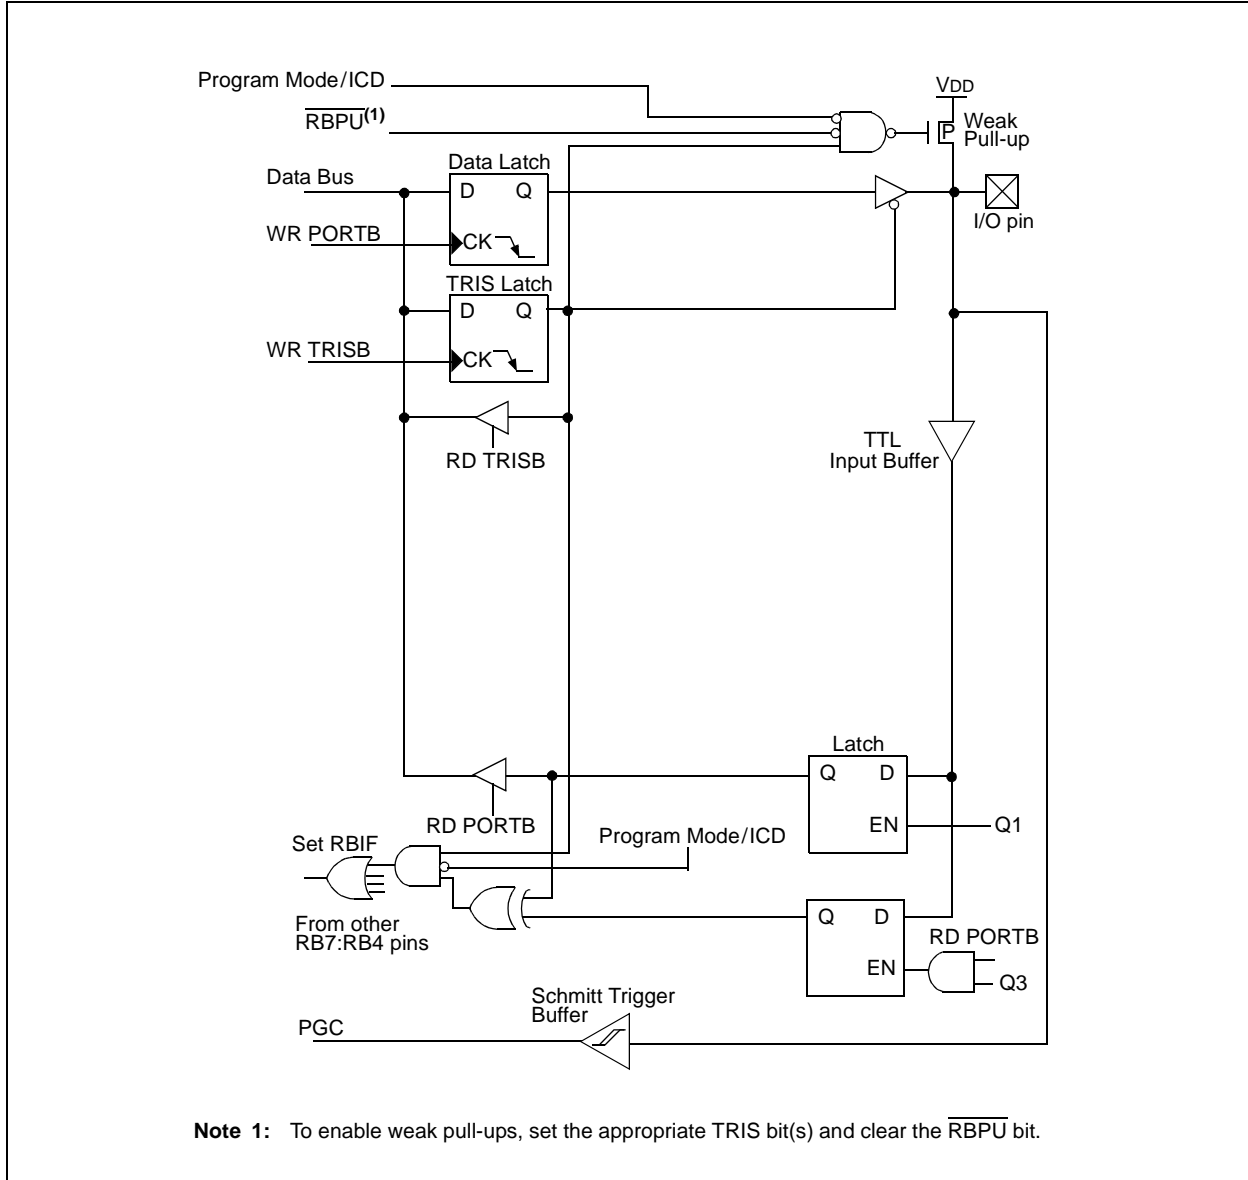 Program Mode/ICD
VDD
RBPU(1)
Weak
Pull-up
P
Data Latch
Data Bus
D Q
I/O pin
WR PORTB
CK
TRIS Latch
D Q
WR TRISB
CK
RD TRISB
TTL
Input Buffer
Latch
Q D
RD PORTB
EN
Q1
Program Mode/ICD
Set RBIF
From other
RB7:RB4 pins
Q D
RD PORTB
EN
Q3
Schmitt Trigger
Buffer
PGC
Note 1: To enable weak pull-ups, set the appropriate TRIS bit(s) and clear the RBPU bit.